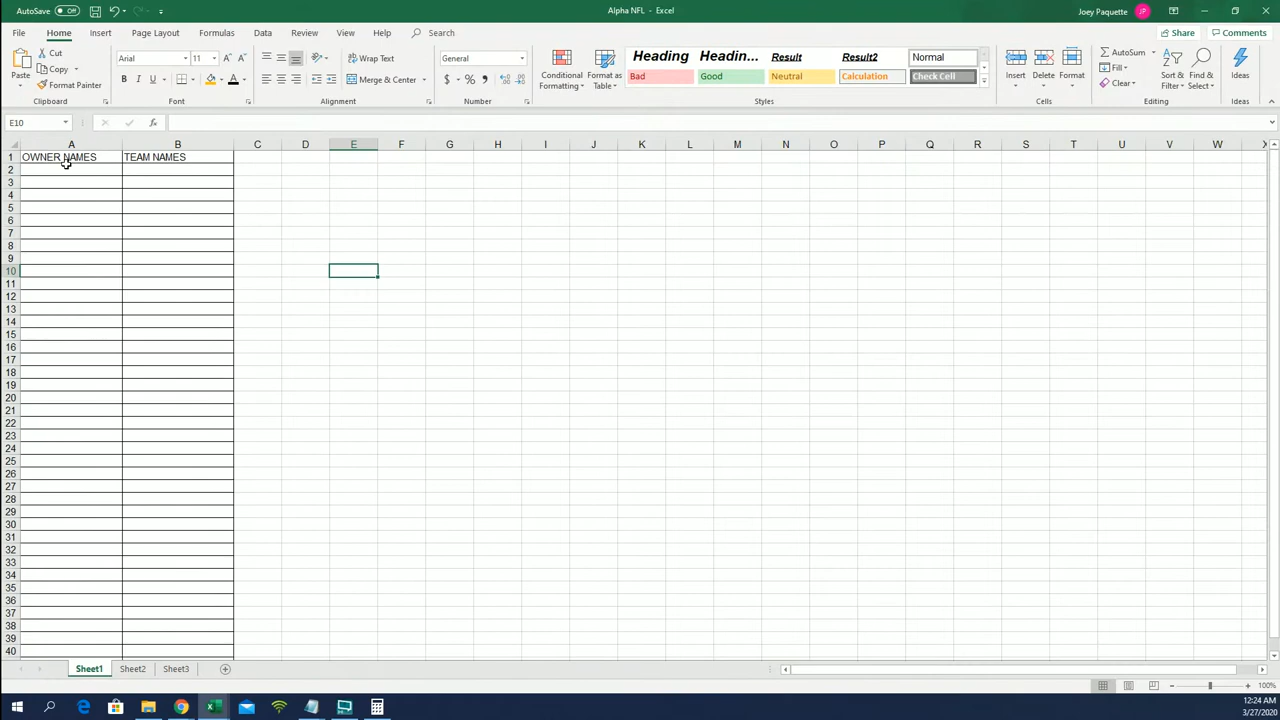 AutoSave Off
Alpha NFL - Excel
Joey Paquette
JP
File Home Insert Page Layout Formulas Data Review View Help Search
Share Comments
Paste
Cut
Copy
Format Painter
Clipboard
Arial 11
B I U
Font
Wrap Text
Merge & Center
Alignment
General
$ % ,
Number
Conditional Formatting
Format as Table
Heading Headin... Result Result2 Normal
Bad Good Neutral Calculation Check Cell
Styles
Insert Delete Format
Cells
AutoSum
Fill
Clear
Sort & Filter
Find & Select
Editing
Ideas
Ideas
E10
fx
A B C D E F G H I J K L M N O P Q R S T U V W X
1 OWNER NAMES TEAM NAMES
2
3
4
5
6
7
8
9
10
11
12
13
14
15
16
17
18
19
20
21
22
23
24
25
26
27
28
29
30
31
32
33
34
35
36
37
38
39
40
Sheet1 Sheet2 Sheet3
100%
12:24 AM
3/27/2020